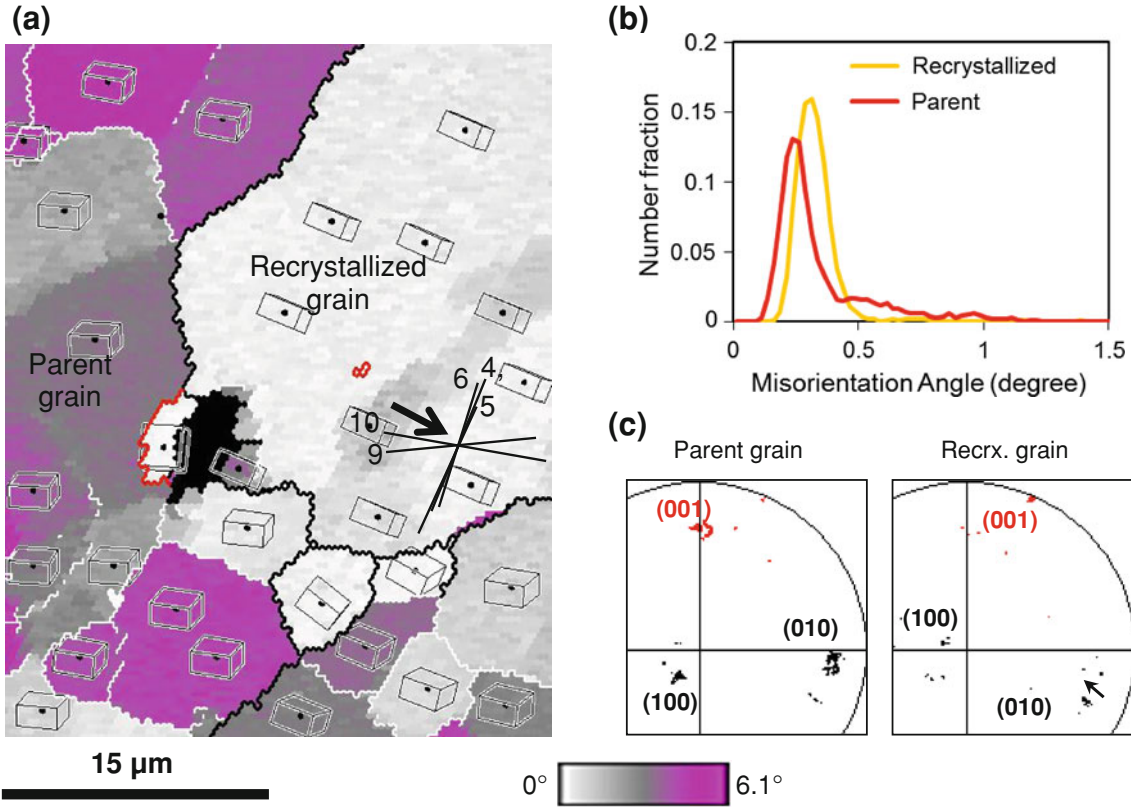 (a)
Recrystallized
grain
Parent
grain
6 4,
5
10
9
15 µm
0° 6.1°
(b)
0.2
0.15
0.1
0.05
0
Number fraction
Recrystallized
Parent
0 0.5 1 1.5
Misorientation Angle (degree)
(c)
Parent grain Recrx. grain
(001)
(010)
(100)
(001)
(100)
(010)